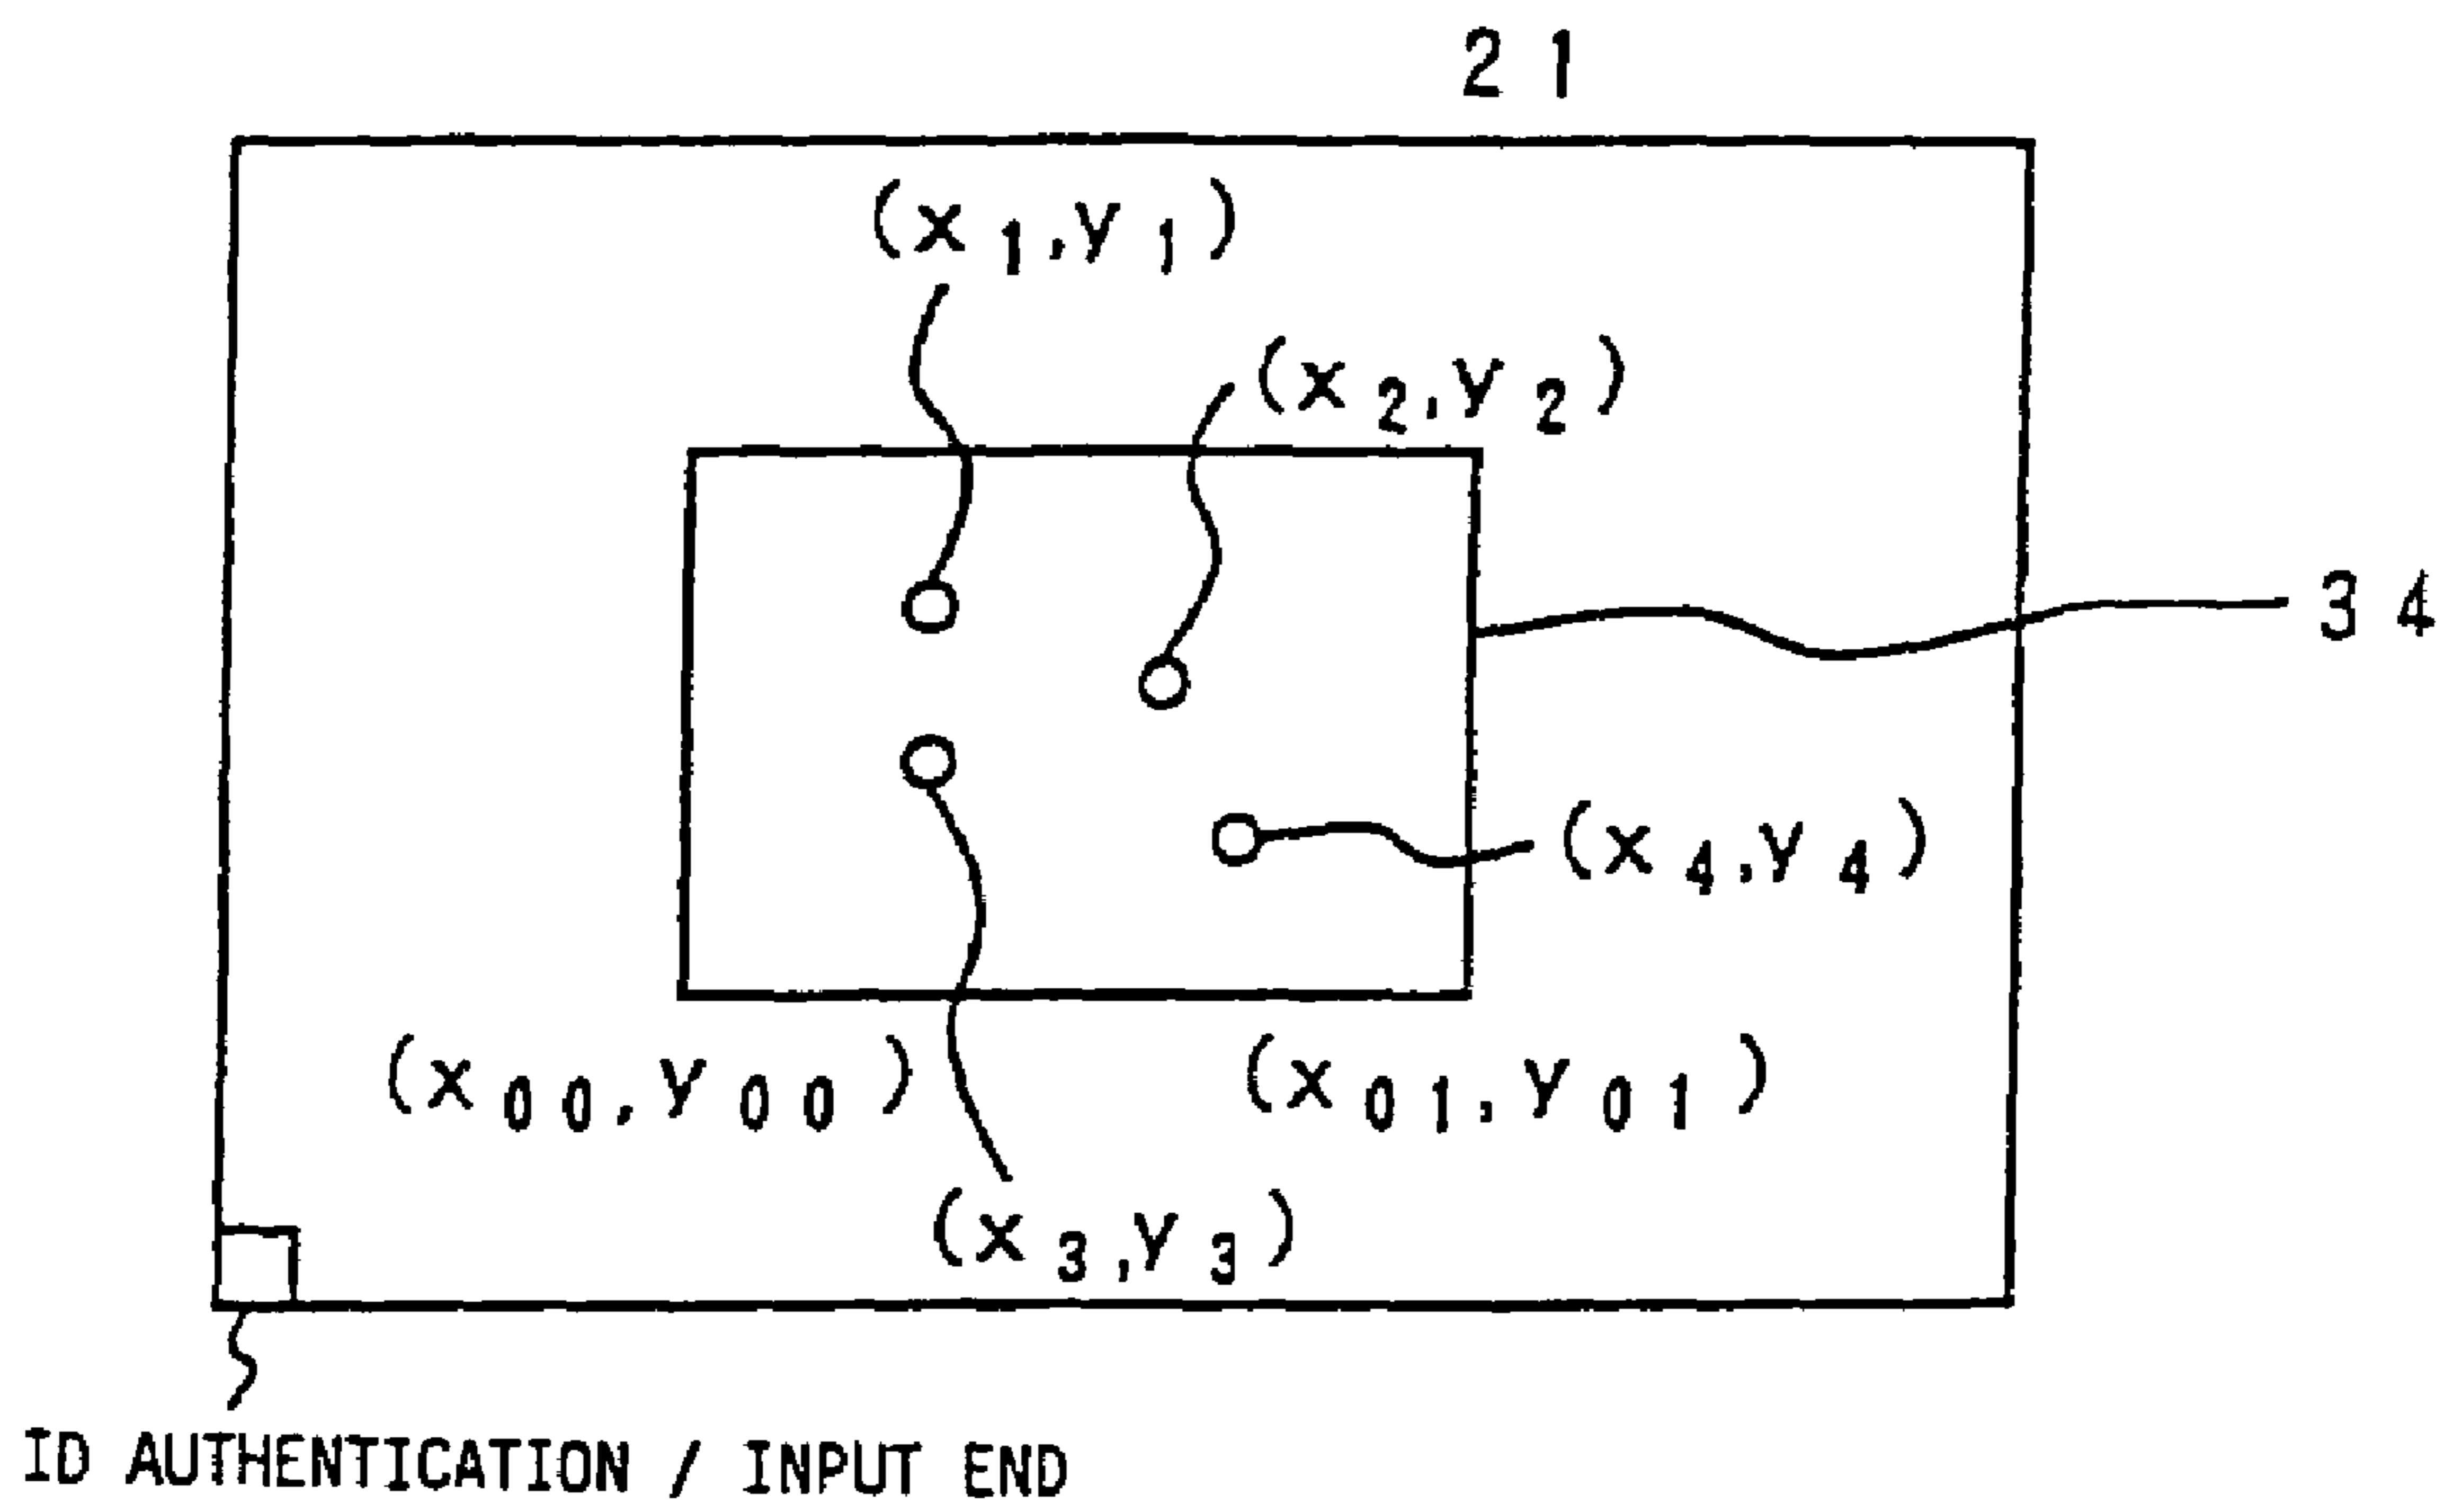 21
(x1,y1)
(x2,y2)
34
(x4,y4)
(x00,y00) (x01,y01)
(x3,y3)
ID AUTHENTICATION / INPUT END